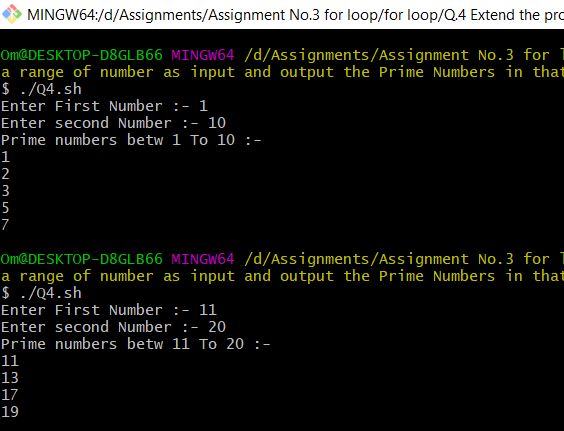 MINGW64:/d/Assignments/Assignment No.3 for loop/for loop/Q.4 Extend the pro
Om@DESKTOP-D8GLB66 MINGW64 /d/Assignments/Assignment No.3 for l
a range of number as input and output the Prime Numbers in that
$ ./Q4.sh
Enter First Number :- 1
Enter second Number :- 10
Prime numbers betw 1 To 10 :-
1
2
3
5
7
Om@DESKTOP-D8GLB66 MINGW64 /d/Assignments/Assignment No.3 for l
a range of number as input and output the Prime Numbers in that
$ ./Q4.sh
Enter First Number :- 11
Enter second Number :- 20
Prime numbers betw 11 To 20 :-
11
13
17
19